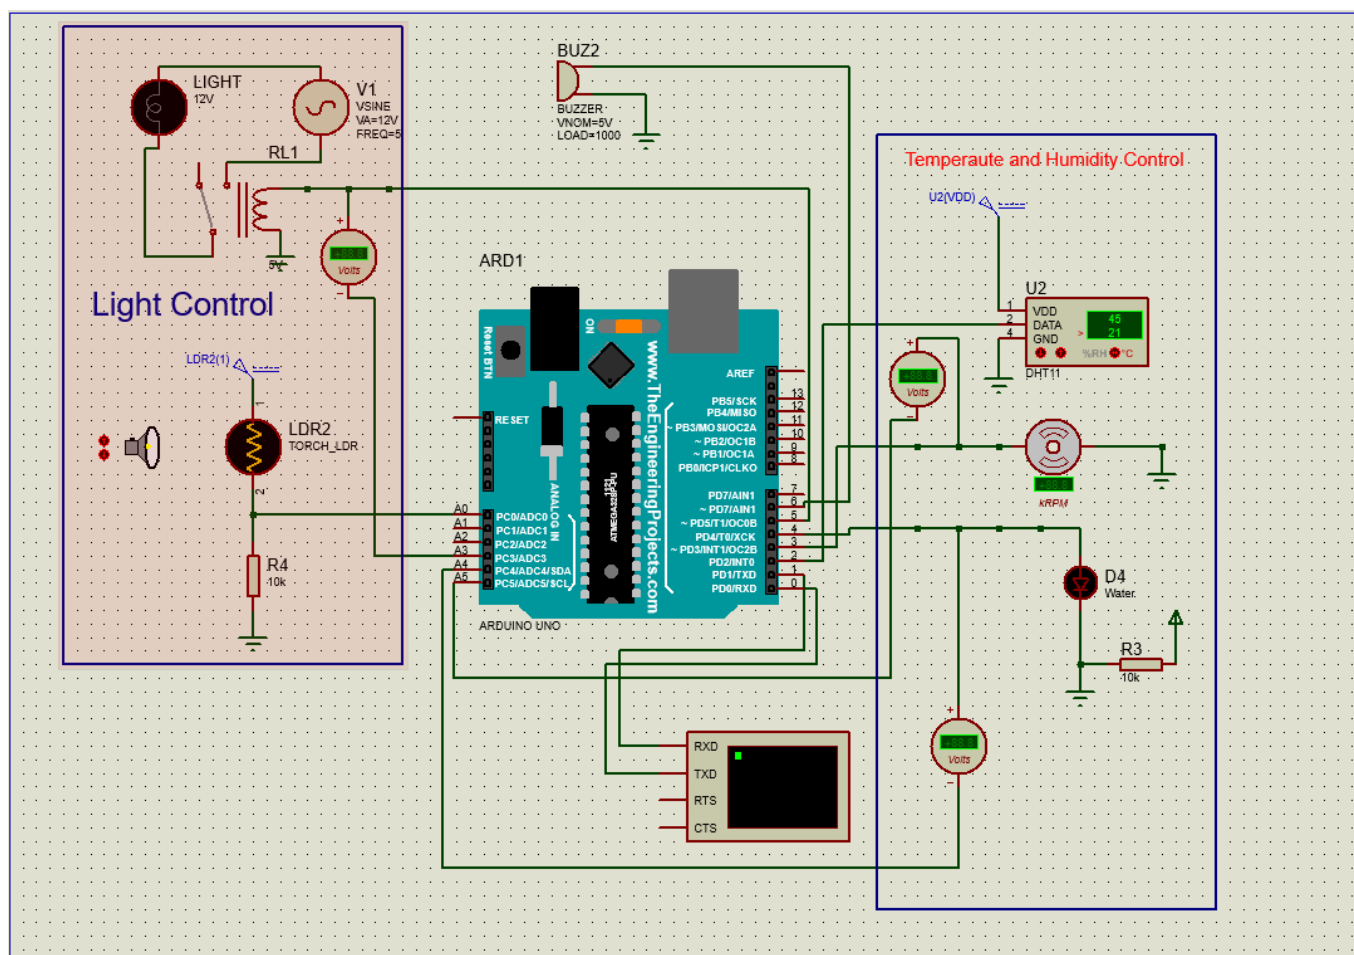 LIGHT
12V
V1
VSINE
VA=12V
FREQ=5
RL1
+
Volts
−
5V
Light Control
LDR2(1)
1
LDR2
TORCH_LDR
2
R4
10k
BUZ2
BUZZER
VNOM=5V
LOAD=1000
ARD1
Reset BTN
ON
www.TheEngineeringProjects.com
ANALOG IN
ATMEGA328P-PU
1121
RESET
A0 PC0/ADC0
A1 PC1/ADC1
A2 PC2/ADC2
A3 PC3/ADC3
A4 PC4/ADC4/SDA
A5 PC5/ADC5/SCL
AREF
PB5/SCK 13
PB4/MISO 12
~ PB3/MOSI/OC2A 11
~ PB2/OC1B 10
~ PB1/OC1A 9
PB0/ICP1/CLKO 8
PD7/AIN1 7
~ PD7/AIN1 6
~ PD5/T1/OC0B 5
PD4/T0/XCK 4
~ PD3/INT1/OC2B 3
PD2/INT0 2
PD1/TXD 1
PD0/RXD 0
ARDUINO UNO
RXD
TXD
RTS
CTS
Temperaute and Humidity Control
U2(VDD)
U2
1 VDD
2 DATA
4 GND
>
45
21
%RH
°C
DHT11
+
Volts
−
kRPM
D4
Water.
R3
10k
+
Volts
−